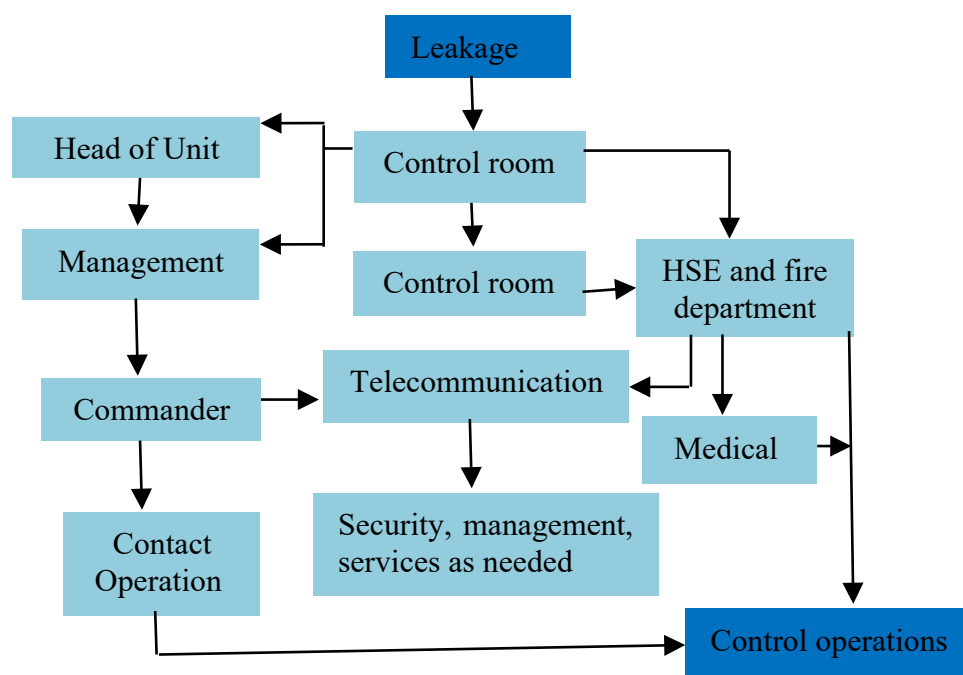 Leakage
Head of Unit
Control room
Management
Control room
HSE and fire
department
Telecommunication
Commander
Medical
Security, management,
services as needed
Contact
Operation
Control operations